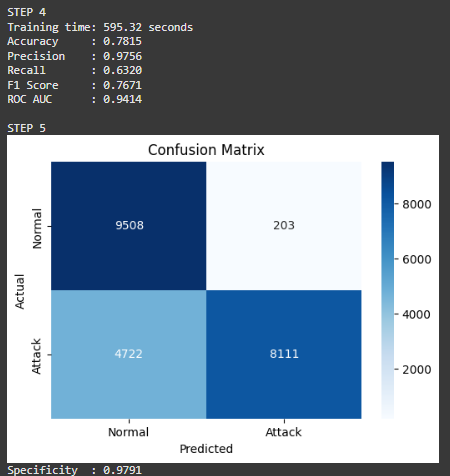 STEP 4
Training time: 595.32 seconds
Accuracy : 0.7815
Precision : 0.9756
Recall : 0.6320
F1 Score : 0.7671
ROC AUC : 0.9414
STEP 5
Confusion Matrix
Normal
9508
203
8000
6000
Actual
4000
Attack
4722
8111
2000
Normal
Attack
Predicted
Specificity : 0.9791